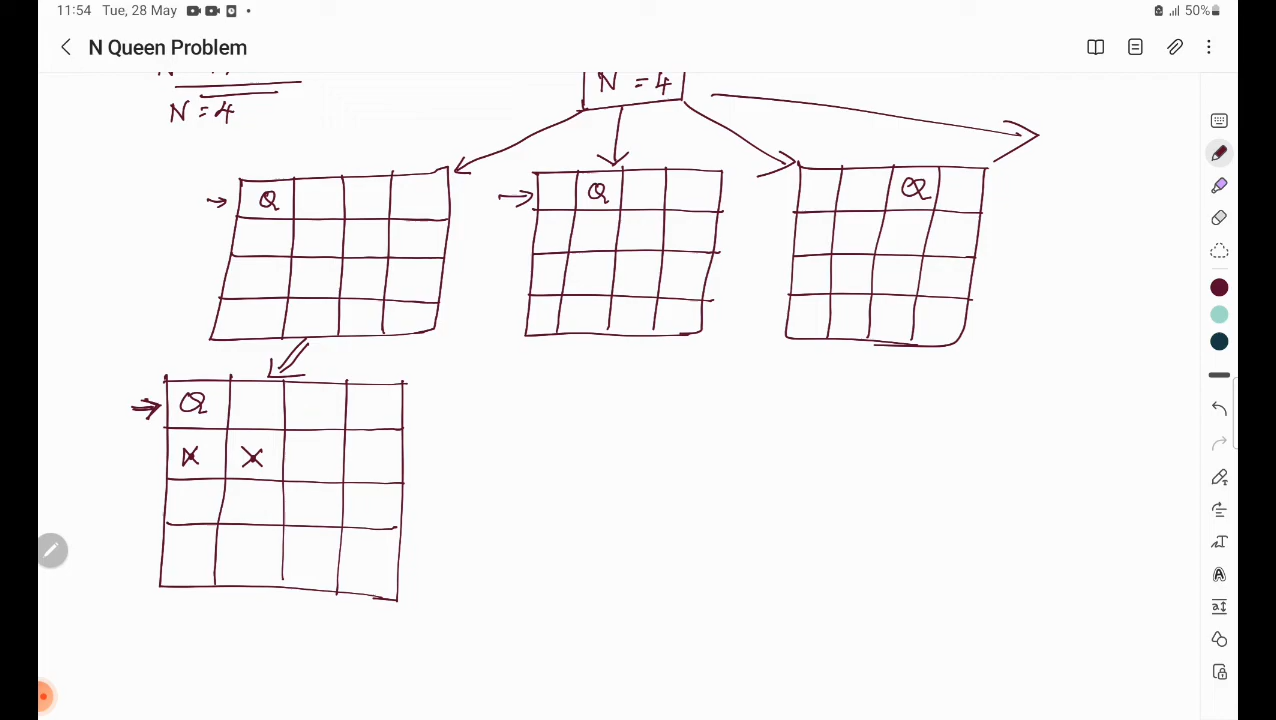 11:54 Tue, 28 May 50%
N Queen Problem
N = 4
N = 4
Q Q Q
Q
x x